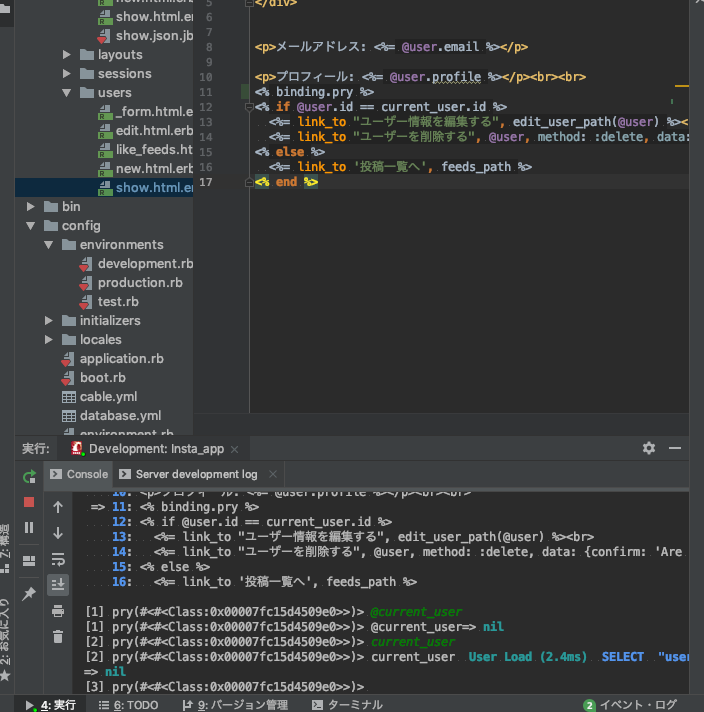 show.html.er
show.html.er
show.json.jb
layouts
sessions
users
_form.html.e
edit.html.erb
like_feeds.ht
new.html.erb
show.html.er
bin
config
environments
development.rb
production.rb
test.rb
initializers
locales
application.rb
boot.rb
cable.yml
database.yml
environment.rb
5 </div>
6
7
8 <p>メールアドレス: <%= @user.email %></p>
9
10 <p>プロフィール: <%= @user.profile %></p><br><br>
11 <% binding.pry %>
12 <% if @user.id == current_user.id %>
13 <%= link_to "ユーザー情報を編集する", edit_user_path(@user) %><
14 <%= link_to "ユーザーを削除する", @user, method: :delete, data:
15 <% else %>
16 <%= link_to '投稿一覧へ', feeds_path %>
17 <% end %>
実行: Development: Insta_app ×
Console Server development log ×
10: <p>プロフィール: <%= @user.profile %></p><br><br>
=> 11: <% binding.pry %>
12: <% if @user.id == current_user.id %>
13: <%= link_to "ユーザー情報を編集する", edit_user_path(@user) %><br>
14: <%= link_to "ユーザーを削除する", @user, method: :delete, data: {confirm: 'Are
15: <% else %>
16: <%= link_to '投稿一覧へ', feeds_path %>
[1] pry(#<#<Class:0x00007fc15d4509e0>>)> @current_user
[1] pry(#<#<Class:0x00007fc15d4509e0>>)> @current_user=> nil
[2] pry(#<#<Class:0x00007fc15d4509e0>>)> current_user
[2] pry(#<#<Class:0x00007fc15d4509e0>>)> current_user User Load (2.4ms) SELECT "user
=> nil
[3] pry(#<#<Class:0x00007fc15d4509e0>>)>
Z: 構造
2: お気に入り
4: 実行 6: TODO 9: バージョン管理 ターミナル 2 イベント・ログ